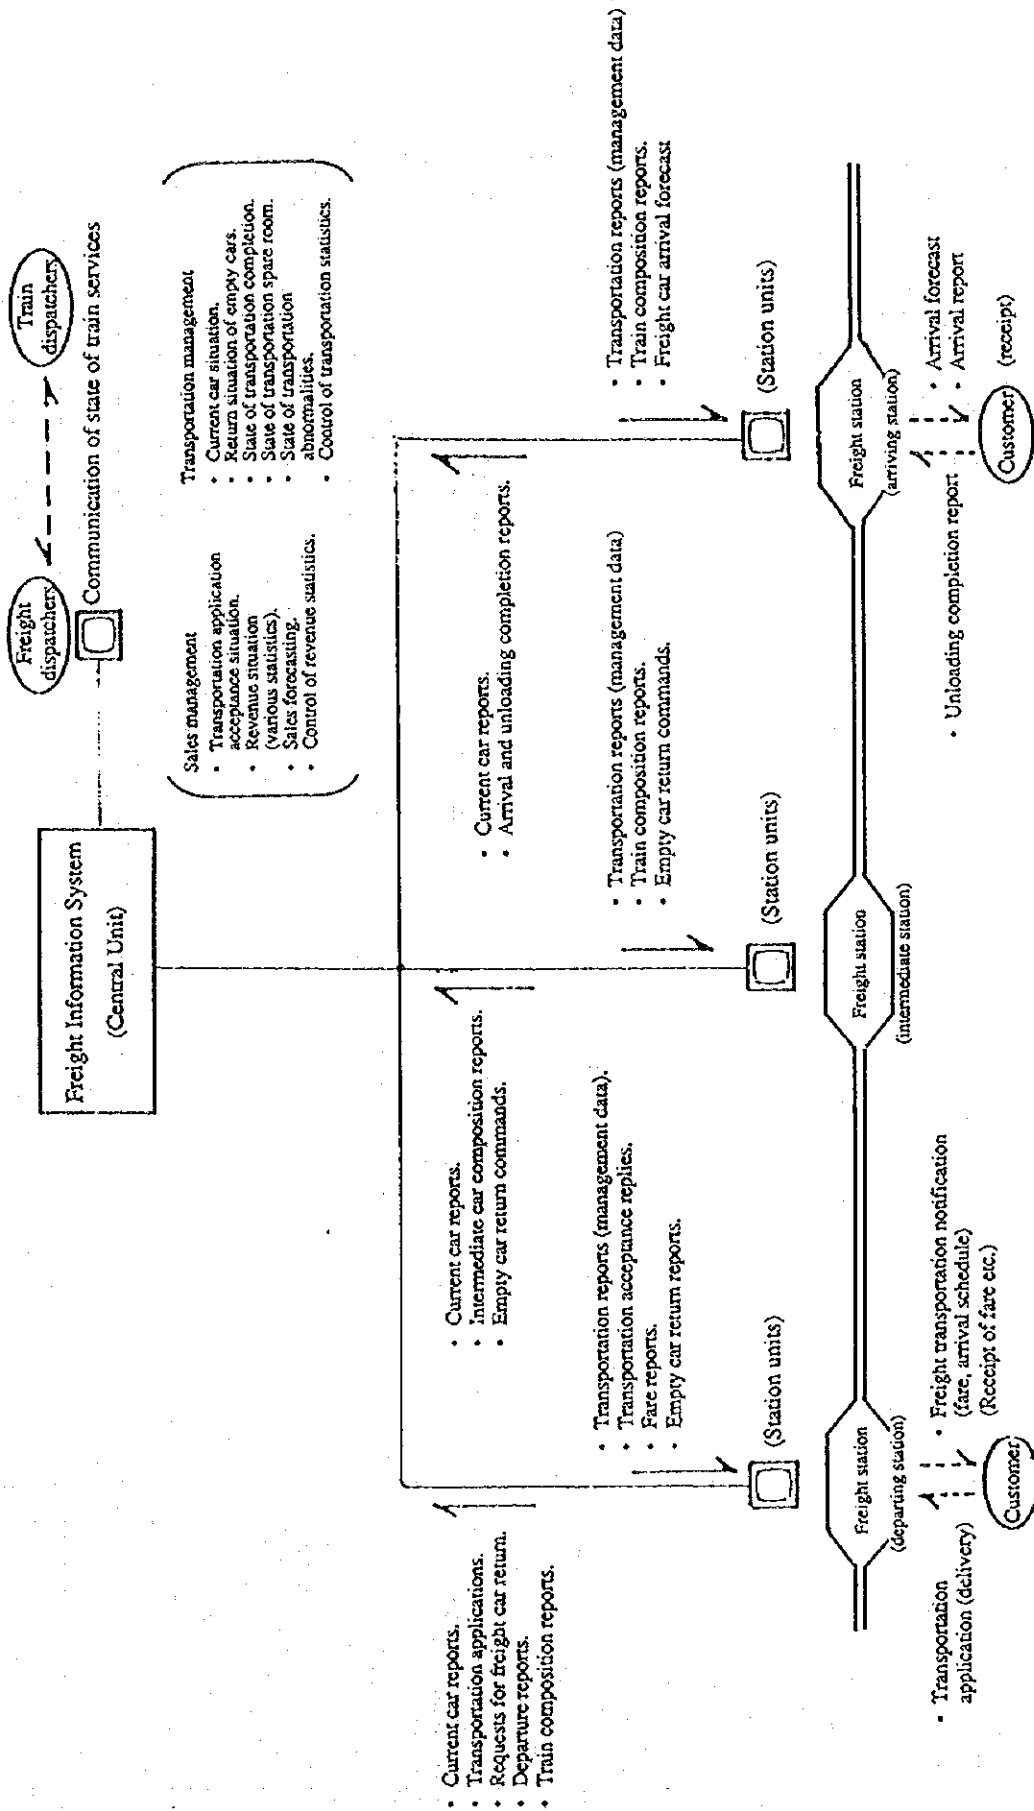 Freight
dispatchers
Train
dispatchers
Communication of state of train services
Freight Information System
(Central Unit)
Sales management
• Transportation application
acceptance situation.
• Revenue situation
(various statistics).
• Sales forecasting.
• Control of revenue statistics.
Transportation management
• Current car situation.
• Return situation of empty cars.
• State of transportation completion.
• State of transportation spare room.
• State of transportation
abnormalities.
• Control of transportation statistics.
• Current car reports.
• Transportation applications.
• Requests for freight car return.
• Departure reports.
• Train composition reports.
• Current car reports.
• Intermediate car composition reports.
• Empty car return commands.
• Current car reports.
• Arrival and unloading completion reports.
• Transportation reports (management data).
• Transportation acceptance replies.
• Fare reports.
• Empty car return reports.
• Transportation reports (management data)
• Train composition reports.
• Empty car return commands.
• Transportation reports (management data)
• Train composition reports.
• Freight car arrival forecast
(Station units)
(Station units)
(Station units)
Freight station
(departing station)
Freight station
(intermediate station)
Freight station
(arriving station)
• Transportation
application (delivery)
• Freight transportation notification
(fare, arrival schedule)
(Receipt of fare etc.)
Customer
• Unloading completion report
• Arrival forecast
• Arrival report
Customer
(receipt)